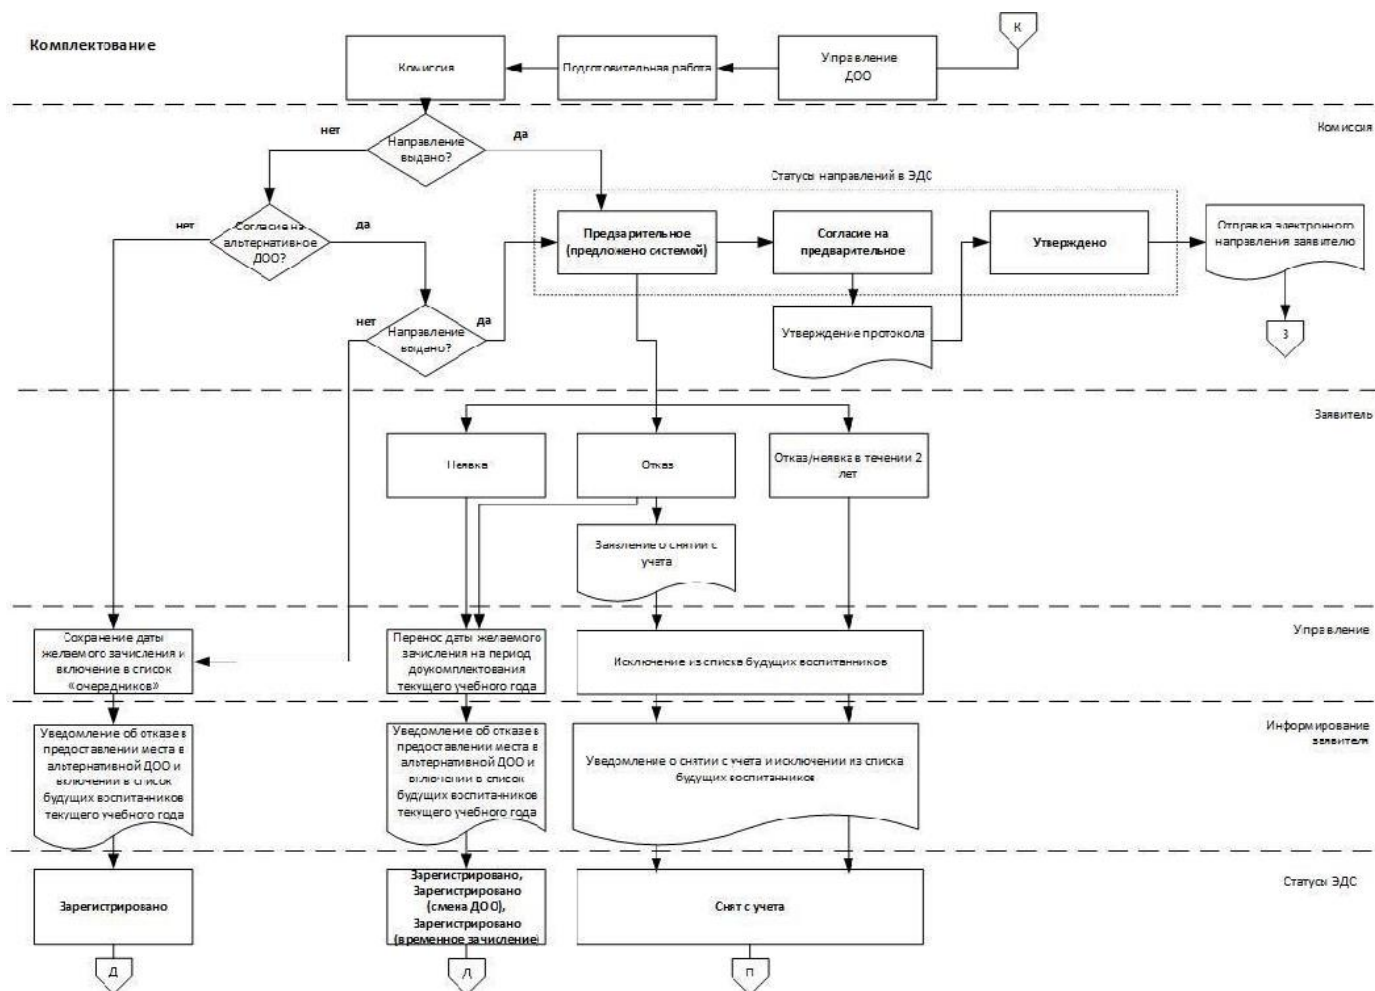 К
Комплектование
Комиссия
Подготовительная работа
Управление
ДОО
Комиссия
нет
да
Направление
выдано?
Статусы направлений в ЭДС
нет
да
Согласие на
альтернативное
ДОО?
Предзарительное
(предложено системой)
Согласие на
предварительное
Утверждено
Отправка электронного
направления заявителю
нет
да
Направление
выдано?
Утверждение протокола
З
Заявитель
Неявка
Отказ
Отказ/неявка в течении 2
лет
Заявление о снятии с
учета
Управление
Сохранение даты
желаемого зачисления и
включение в список
«очередников»
Перенос даты желаемого
зачисления на период
доукомплектования
текущего учебного года
Исключение из списка будущих воспитанников
Информирование
заявителя
Уведомление об отказе в
предоставлении места в
альтернативной ДОО и
включении в список
будущих воспитанников
текущего учебного года
Уведомление об отказе в
предоставлении места в
альтернативной ДОО и
включении в список
будущих воспитанников
текущего учебного года
Уведомление о снятии с учета и исключении из списка
будущих воспитанников
Статусы ЭДС
Зарегистрировано
Зарегистрировано,
Зарегистрировано
(смена ДОО),
Зарегистрировано
(временное зачисление)
Снят с учета
Д
Л
П